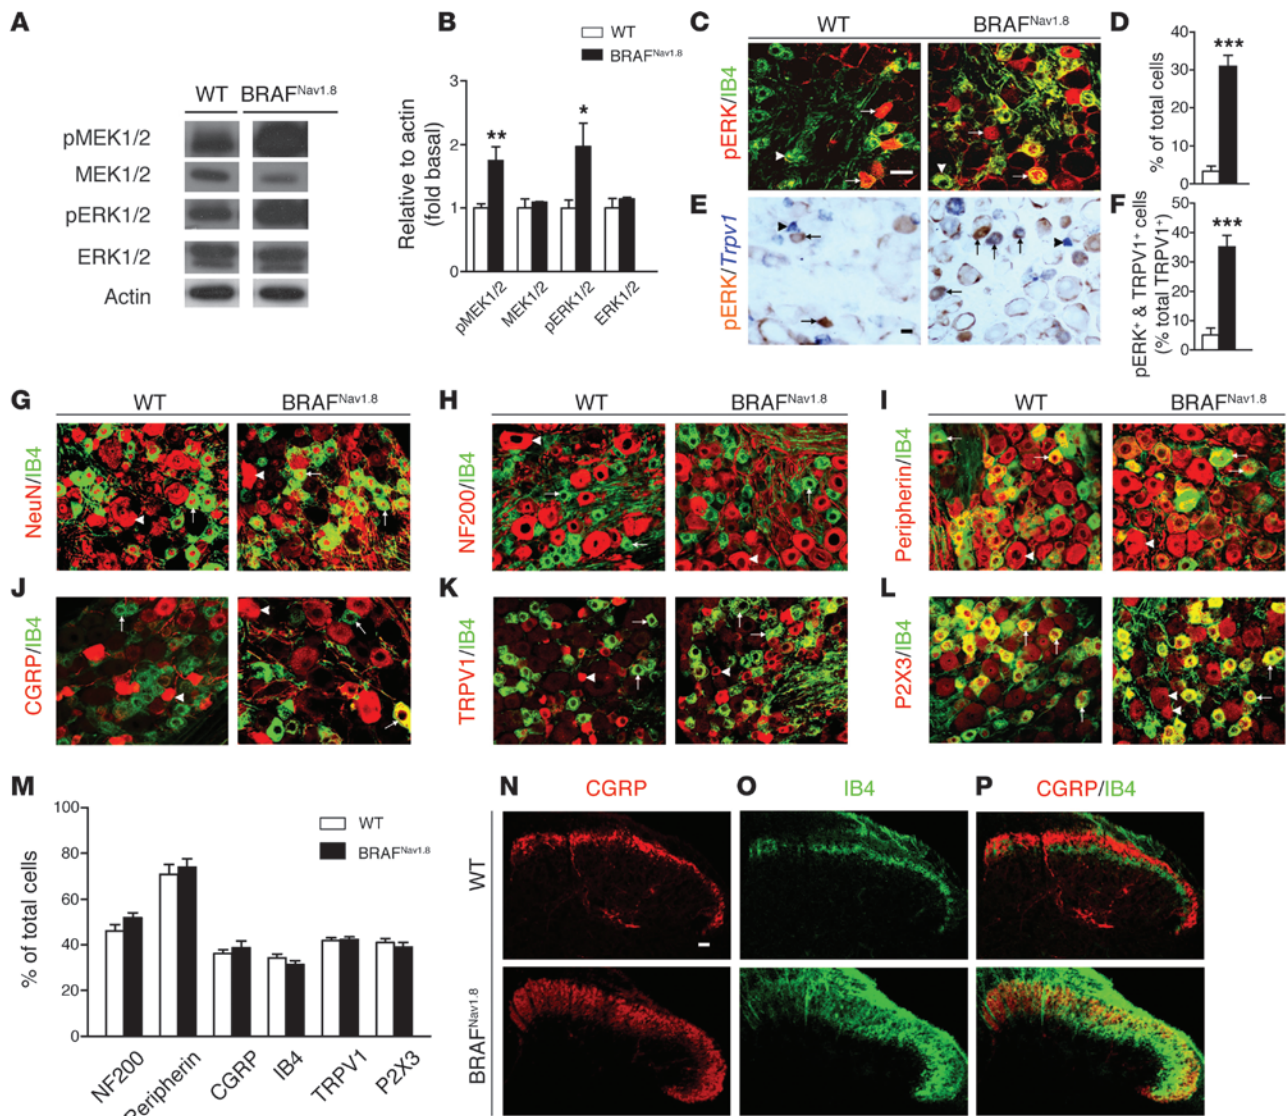 A
WT BRAFNav1.8
pMEK1/2
MEK1/2
pERK1/2
ERK1/2
Actin
B
WT
BRAFNav1.8
Relative to actin
(fold basal)
3
2
1
0
**
*
pMEK1/2
MEK1/2
pERK1/2
ERK1/2
C
WT BRAFNav1.8
pERK/IB4
D
% of total cells
40
30
20
10
0
***
E
pERK/Trpv1
F
pERK+ & TRPV1+ cells
(% total TRPV1+)
50
40
30
20
10
0
***
G
WT BRAFNav1.8
NeuN/IB4
H
WT BRAFNav1.8
NF200/IB4
I
WT BRAFNav1.8
Peripherin/IB4
J
CGRP/IB4
K
TRPV1/IB4
L
P2X3/IB4
M
% of total cells
100
80
60
40
20
0
WT
BRAFNav1.8
NF200
Peripherin
CGRP
IB4
TRPV1
P2X3
N CGRP
O IB4
P CGRP/IB4
WT
BRAFNav1.8